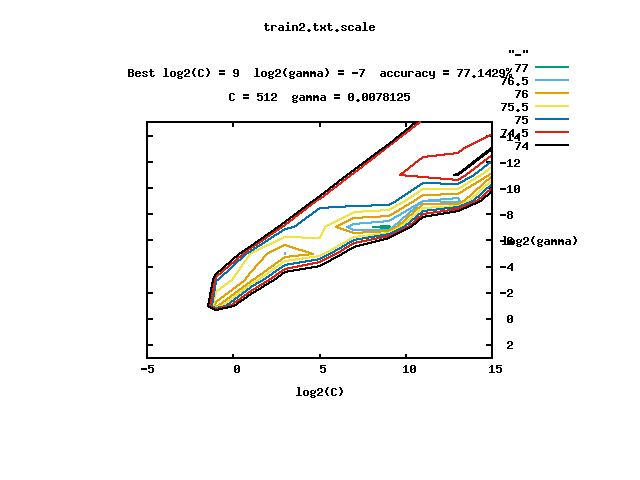 train2.txt.scale
"-"
Best log2(C) = 9 log2(gamma) = -7 accuracy = 77.1429%
77
76.5
C = 512 gamma = 0.0078125
76
75.5
75
74.5
74
-14
-12
-10
-8
-6
log2(gamma)
-4
-2
0
2
-5 0 5 10 15
log2(C)